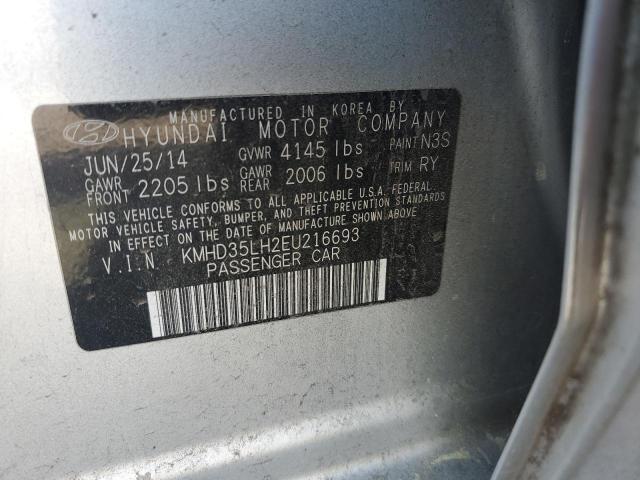 MANUFACTURED IN KOREA BY
HYUNDAI MOTOR COMPANY
JUN/25/14 GVWR 4145 lbs PAINT N3S
GAWR FRONT 2205 lbs GAWR REAR 2006 lbs TRIM RY
THIS VEHICLE CONFORMS TO ALL APPLICABLE U.S.A. FEDERAL
MOTOR VEHICLE SAFETY, BUMPER, AND THEFT PREVENTION STANDARDS
IN EFFECT ON THE DATE OF MANUFACTURE SHOWN ABOVE
V.I.N. KMHD35LH2EU216693
PASSENGER CAR